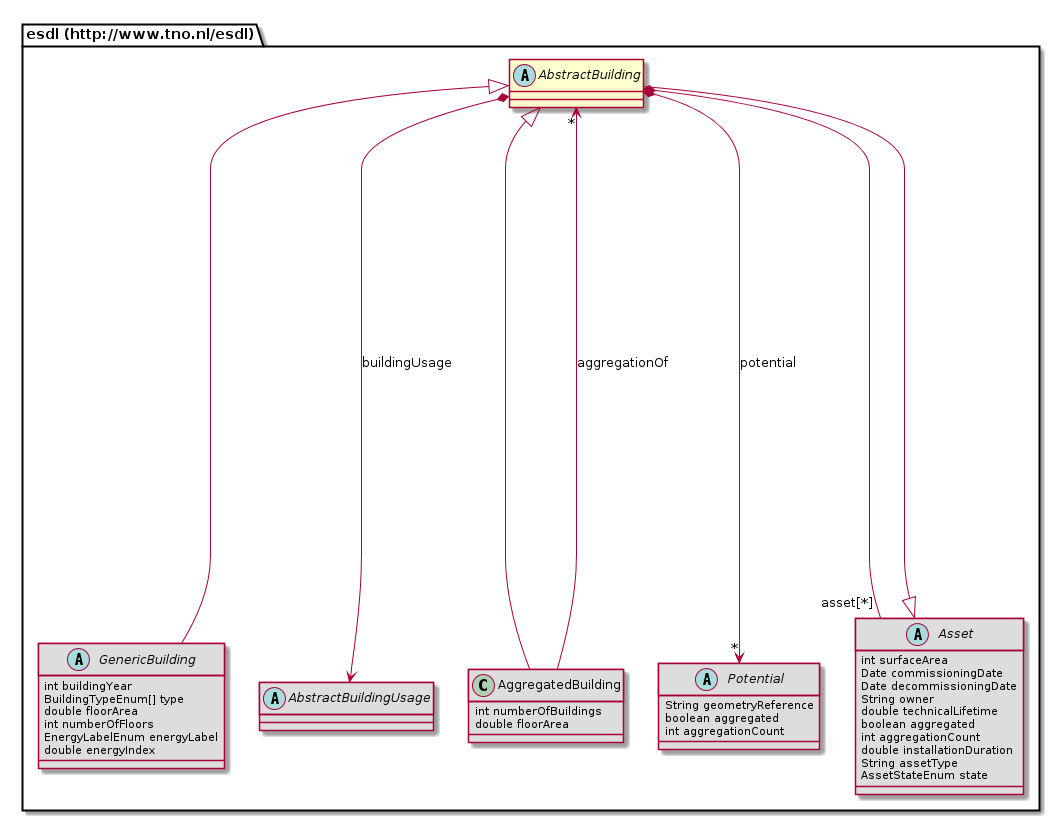 esdl (http://www.tno.nl/esdl)
A AbstractBuilding
*
buildingUsage
aggregationOf
potential
asset[*]
*
A GenericBuilding
int buildingYear
BuildingTypeEnum[] type
double floorArea
int numberOfFloors
EnergyLabelEnum energyLabel
double energyIndex
A AbstractBuildingUsage
C AggregatedBuilding
int numberOfBuildings
double floorArea
A Potential
String geometryReference
boolean aggregated
int aggregationCount
A Asset
int surfaceArea
Date commissioningDate
Date decommissioningDate
String owner
double technicalLifetime
boolean aggregated
int aggregationCount
double installationDuration
String assetType
AssetStateEnum state